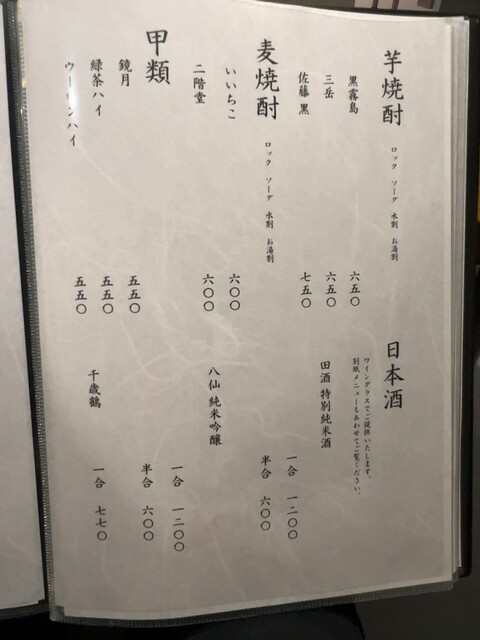 芋焼酎 ロック ソーダ 水割 お湯割
黒霧島 六五〇
三岳 六五〇
佐藤 黒 七五〇
麦焼酎 ロック ソーダ 水割 お湯割
いいちこ 六〇〇
二階堂 六〇〇
甲類
鏡月 五五〇
緑茶ハイ 五五〇
ウーロンハイ 五五〇
日本酒
ワイングラスでご提供いたします。
別紙メニューもあわせてご覧ください。
田酒 特別純米酒
一合 一二〇〇
半合 六〇〇
八仙 純米吟醸
一合 一二〇〇
半合 六〇〇
千歳鶴
一合 七七〇